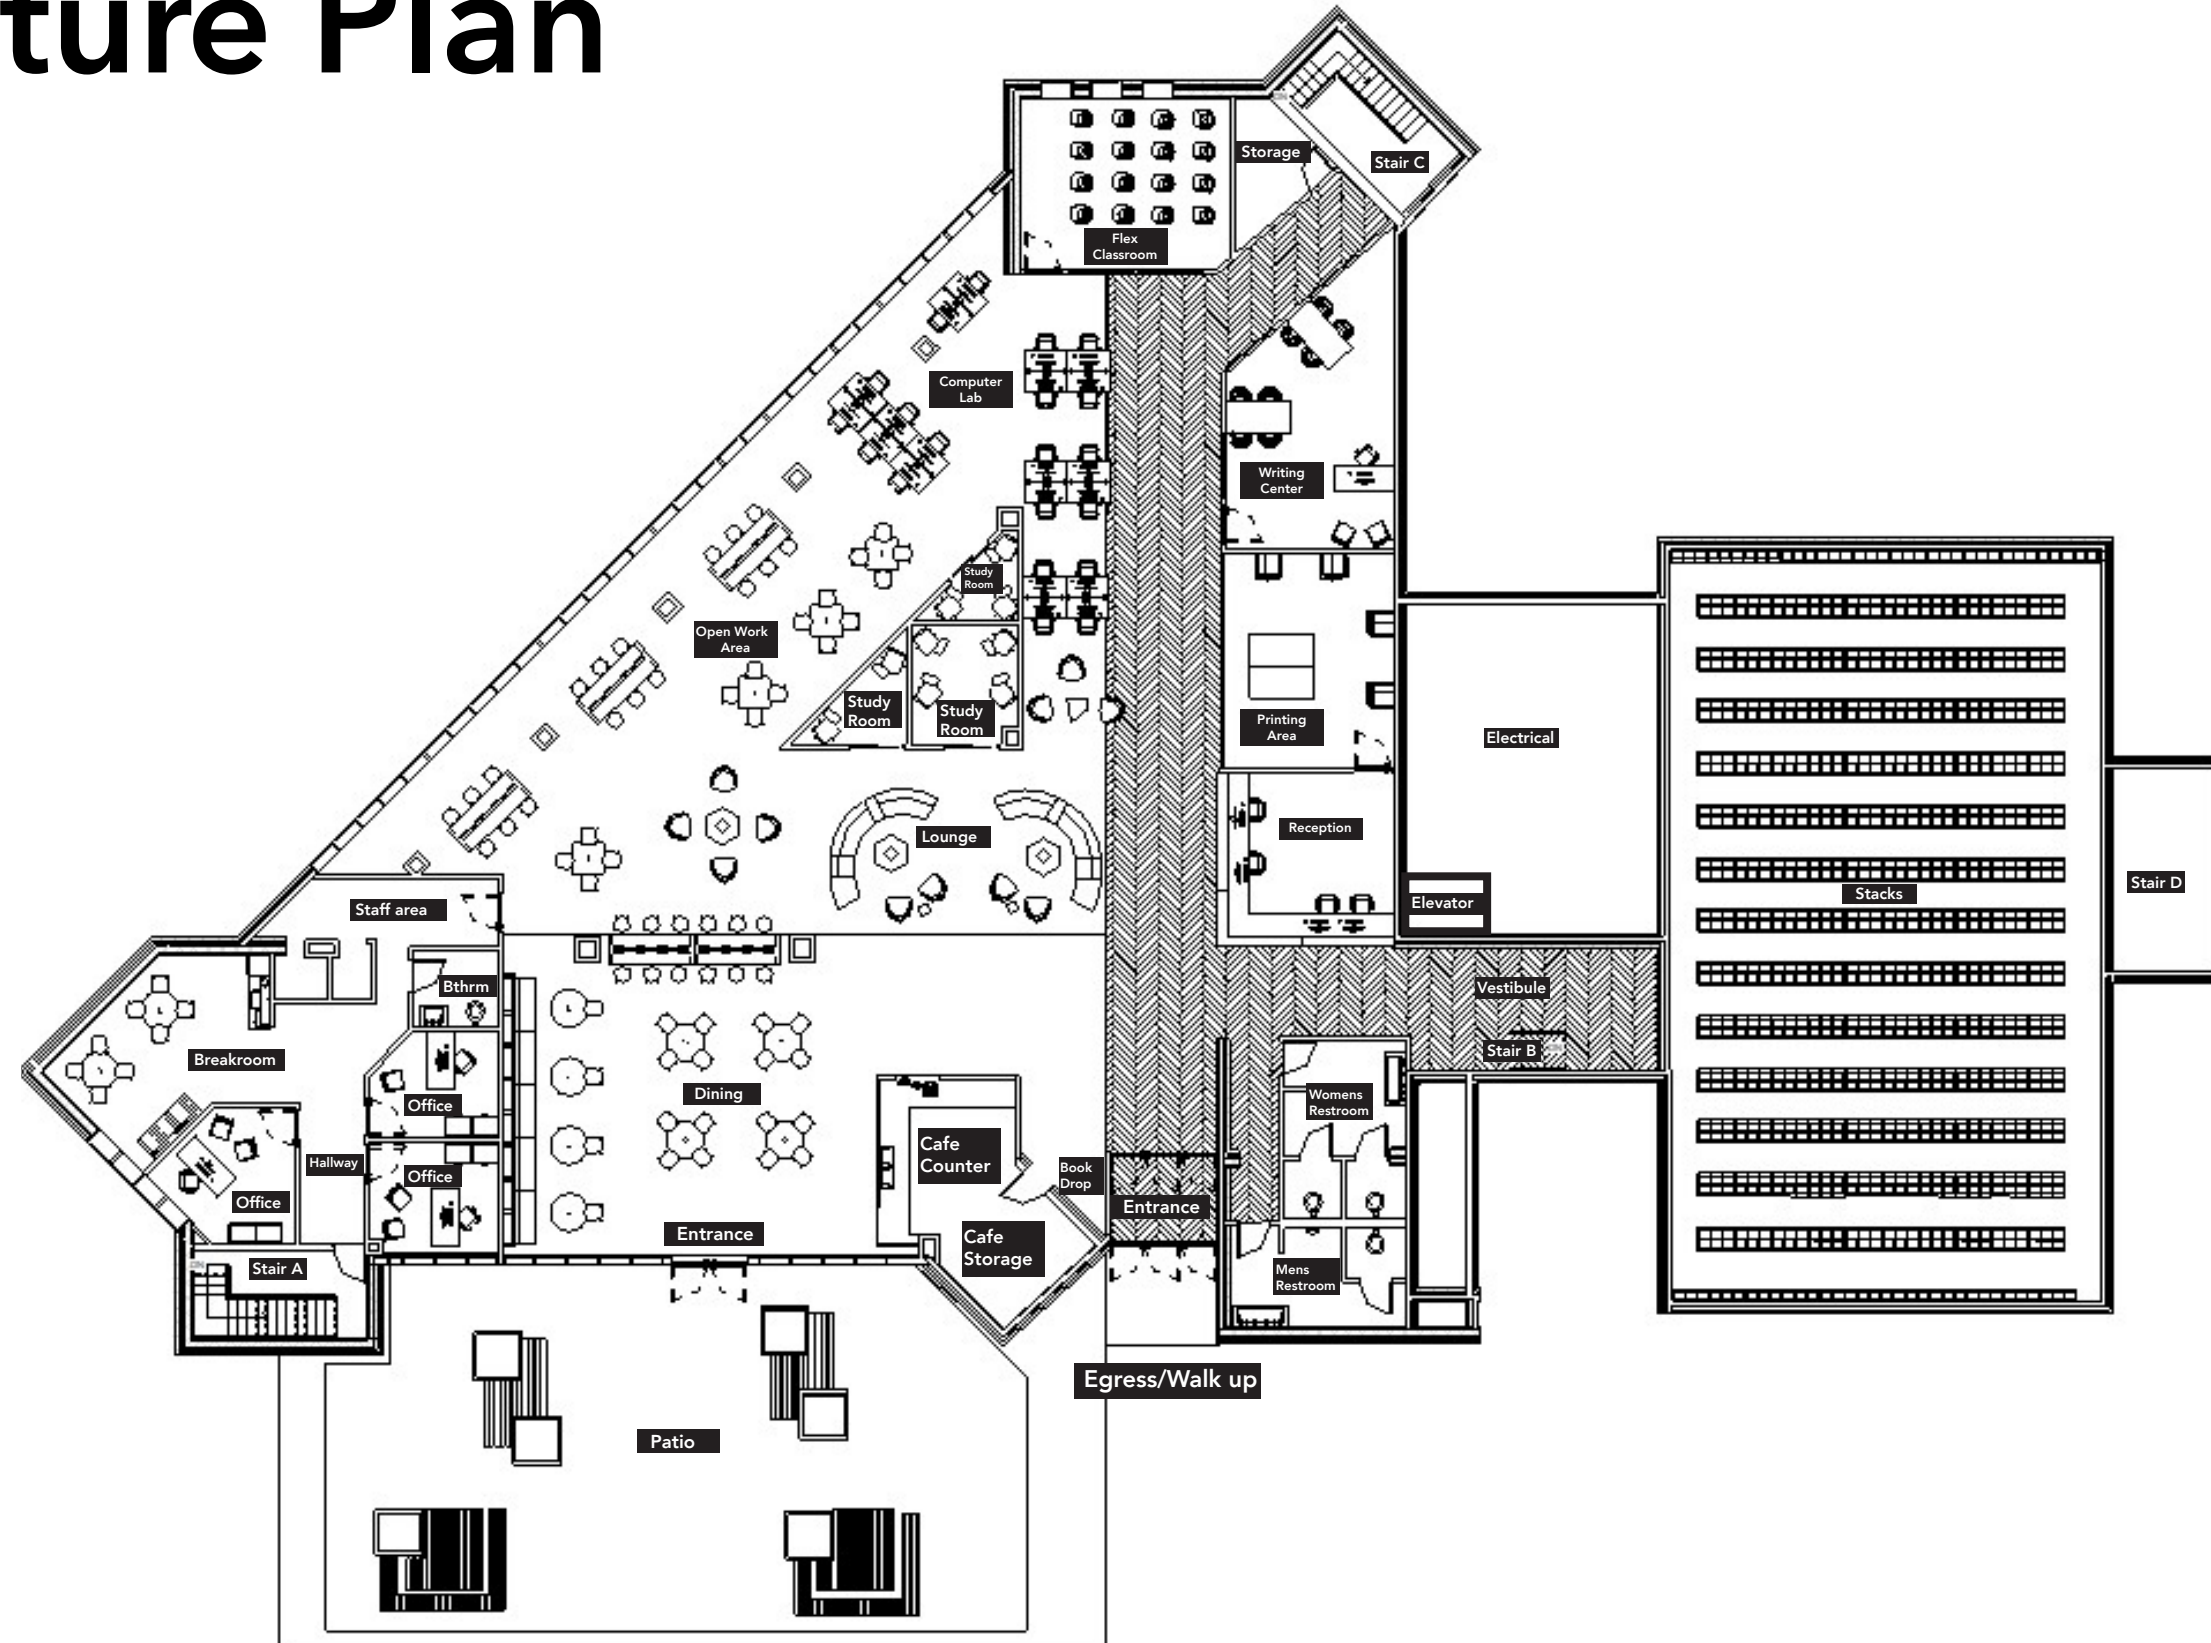 ture Plan
Storage
Stair C
Flex
Classroom
Computer
Lab
Writing
Center
Study
Room
Open Work
Area
Study
Room
Study
Room
Printing
Area
Electrical
Lounge
Reception
Stair D
Stacks
Elevator
Staff area
Bthrm
Vestibule
Stair B
Breakroom
Dining
Womens
Restroom
Office
Cafe
Counter
Hallway
Book
Drop
Office
Office
Entrance
Entrance
Cafe
Storage
Stair A
Mens
Restroom
Egress/Walk up
Patio